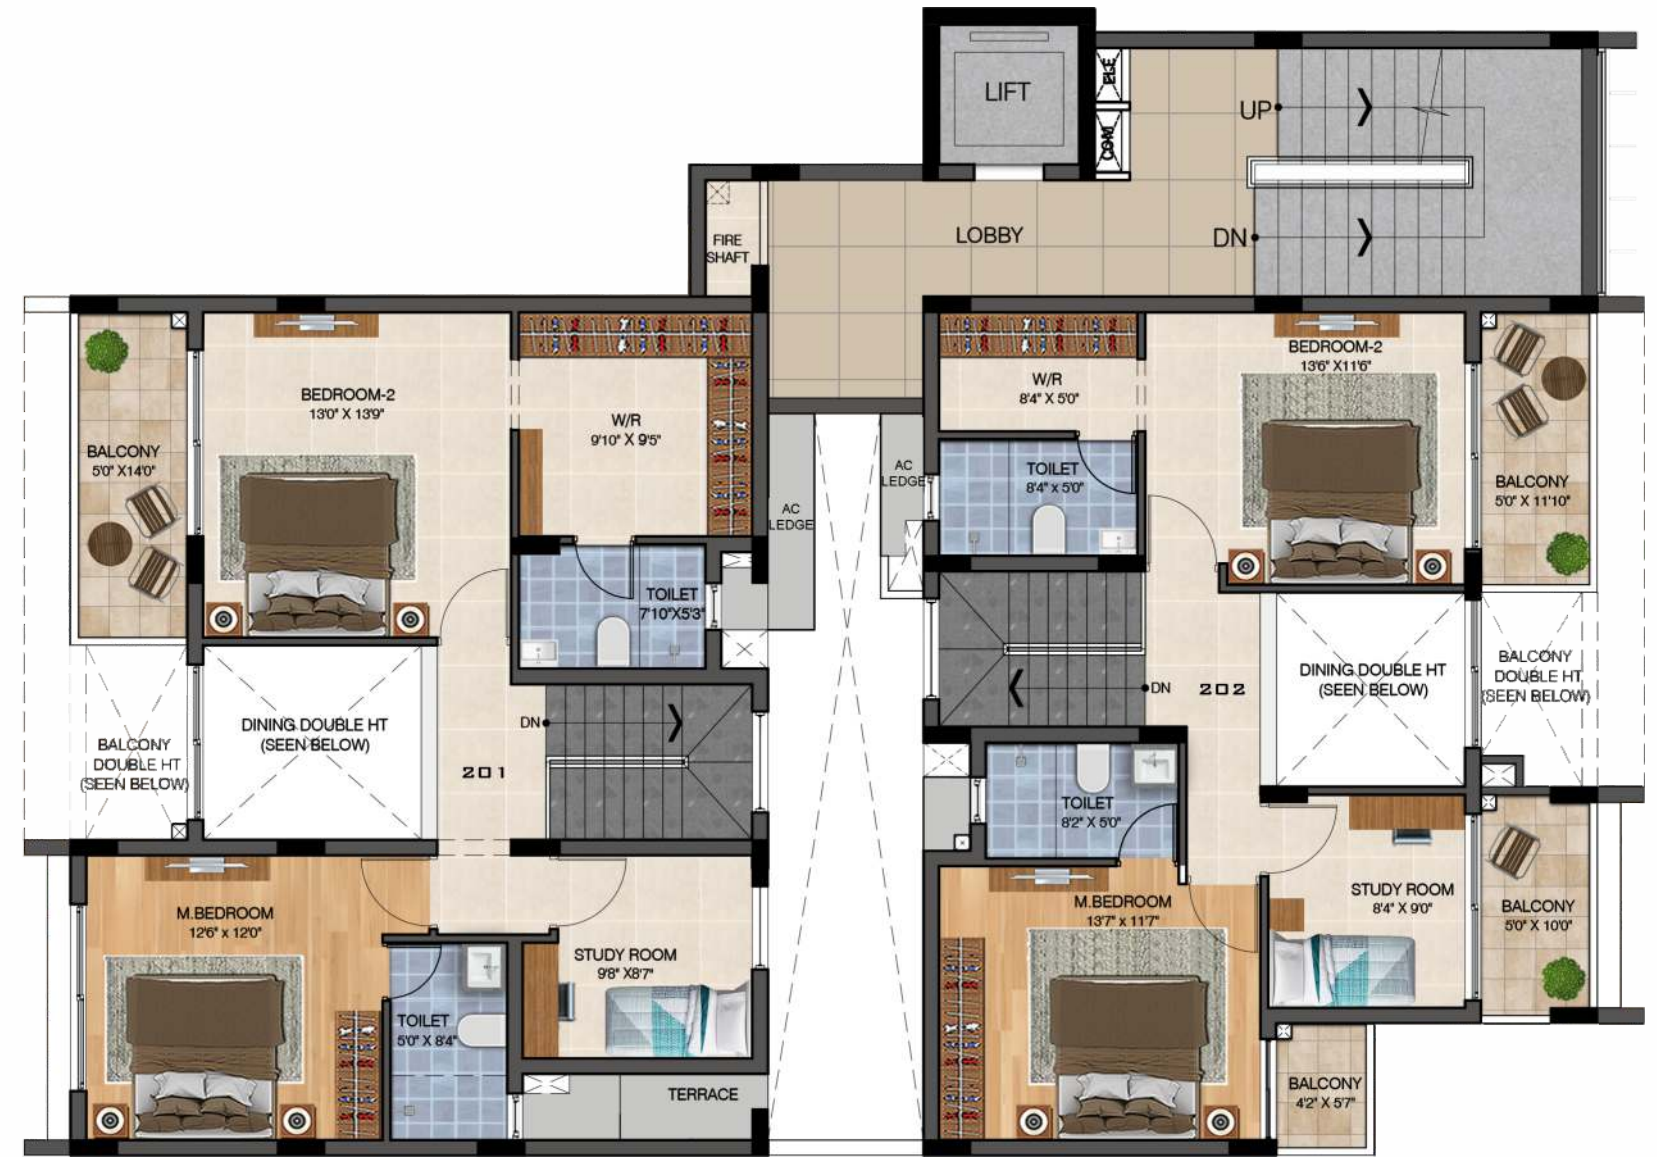 LIFT
ELE
COM
UP
LOBBY
DN
FIRE
SHAFT
BEDROOM-2
13'0" X 13'9"
W/R
9'10" X 9'5"
BALCONY
5'0" X14'0"
AC
LEDGE
TOILET
7'10"X5'3"
DINING DOUBLE HT
(SEEN BELOW)
BALCONY
DOUBLE HT
(SEEN BELOW)
DN
201
M.BEDROOM
12'6" x 12'0"
TOILET
5'0" X 8'4"
STUDY ROOM
9'8" X8'7"
TERRACE
BEDROOM-2
13'6" X11'6"
W/R
8'4" X 5'0"
AC
LEDGE
TOILET
8'4" x 5'0"
BALCONY
5'0" X 11'10"
DN
202
DINING DOUBLE HT
(SEEN BELOW)
BALCONY
DOUBLE HT
(SEEN BELOW)
TOILET
8'2" X 5'0"
M.BEDROOM
13'7" x 11'7"
STUDY ROOM
8'4" X 9'0"
BALCONY
5'0" X 10'0"
BALCONY
4'2" X 5'7"